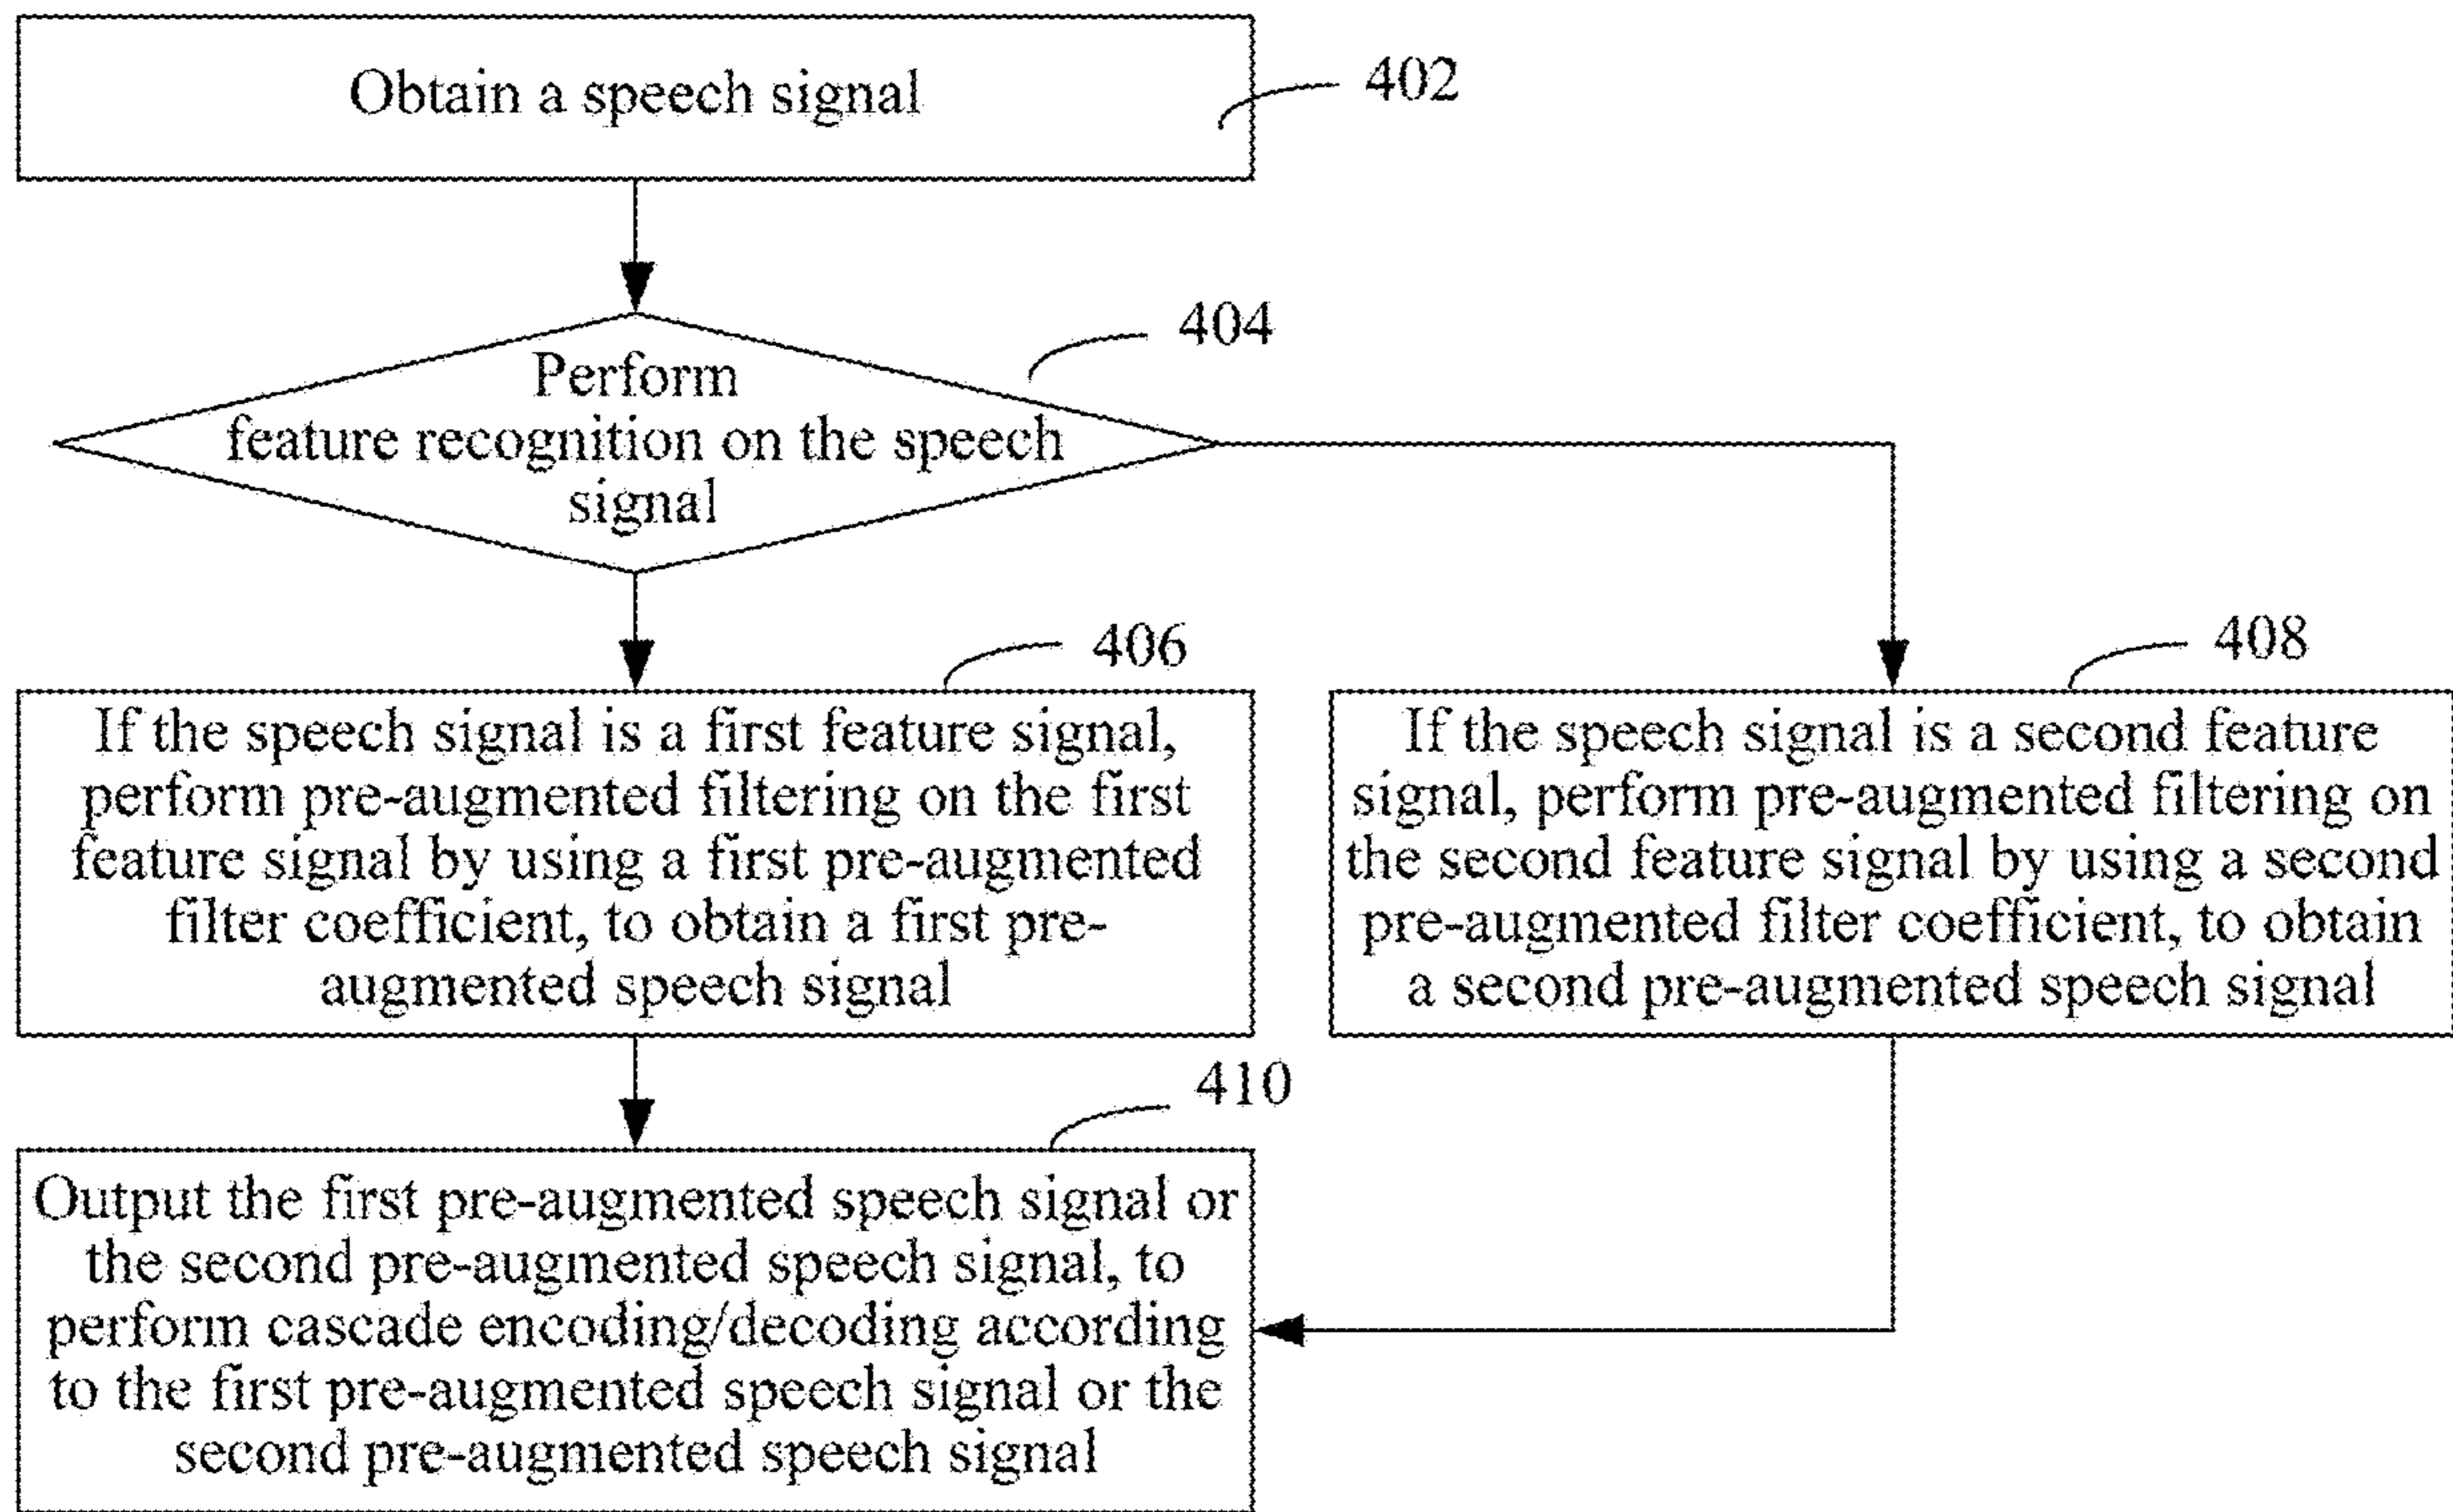 Obtain a speech signal
402
404
Perform
feature recognition on the speech
signal
406
If the speech signal is a first feature signal,
perform pre-augmented filtering on the first
feature signal by using a first pre-augmented
filter coefficient, to obtain a first pre-
augmented speech signal
408
If the speech signal is a second feature
signal, perform pre-augmented filtering on
the second feature signal by using a second
pre-augmented filter coefficient, to obtain
a second pre-augmented speech signal
410
Output the first pre-augmented speech signal or
the second pre-augmented speech signal, to
perform cascade encoding/decoding according
to the first pre-augmented speech signal or the
second pre-augmented speech signal